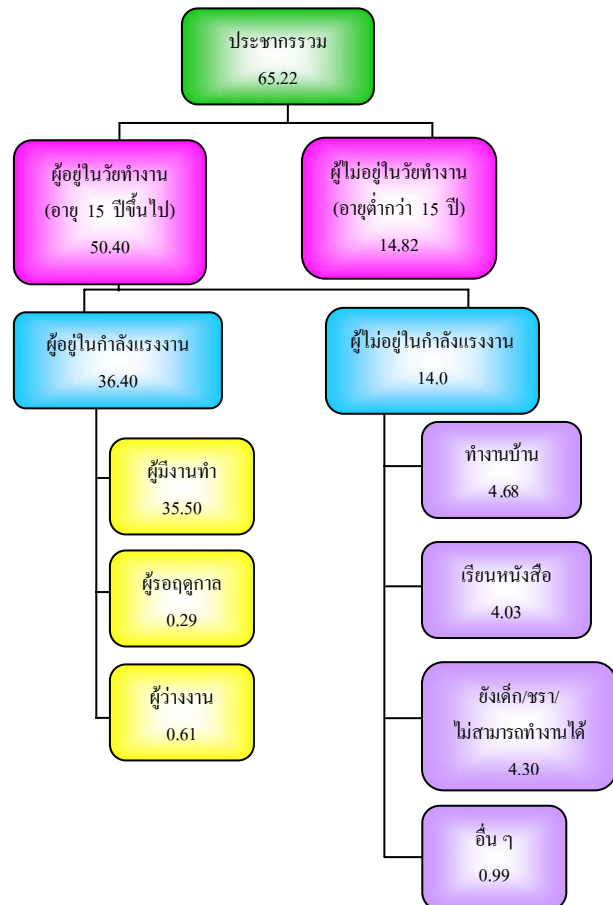 ประชากรรวม
65.22
ผู้อยู่ในวัยทำงาน
(อายุ 15 ปีขึ้นไป)
50.40
ผู้ไม่อยู่ในวัยทำงาน
(อายุต่ำกว่า 15 ปี)
14.82
ผู้อยู่ในกำลังแรงงาน
36.40
ผู้ไม่อยู่ในกำลังแรงงาน
14.0
ผู้มีงานทำ
35.50
ผู้รอฤดูกาล
0.29
ผู้ว่างงาน
0.61
ทำงานบ้าน
4.68
เรียนหนังสือ
4.03
ยังเด็ก/ชรา/
ไม่สามารถทำงานได้
4.30
อื่น ๆ
0.99